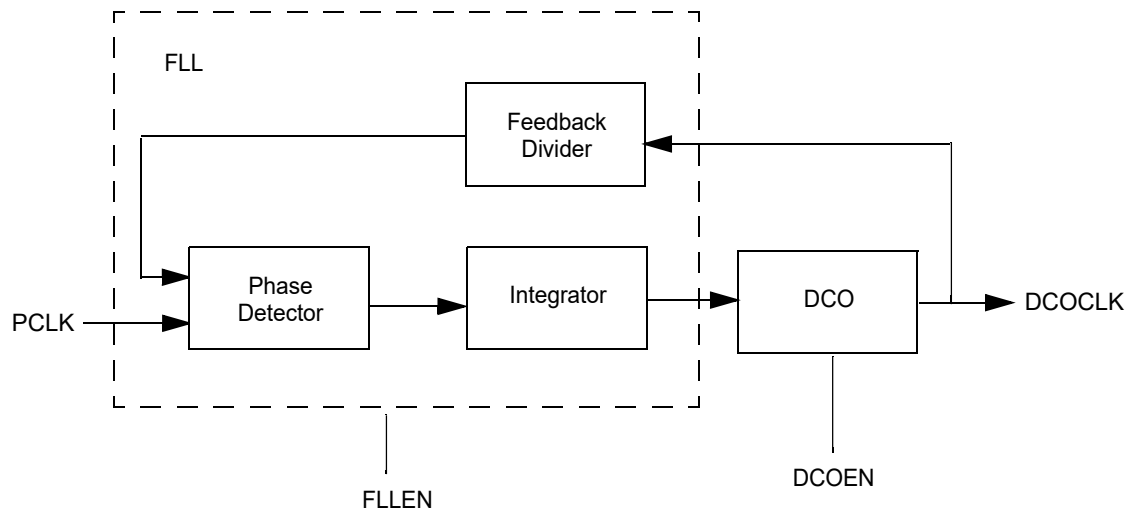 FLL
Feedback
Divider
Phase
Detector
Integrator
DCO
PCLK
DCOCLK
DCOEN
FLLEN